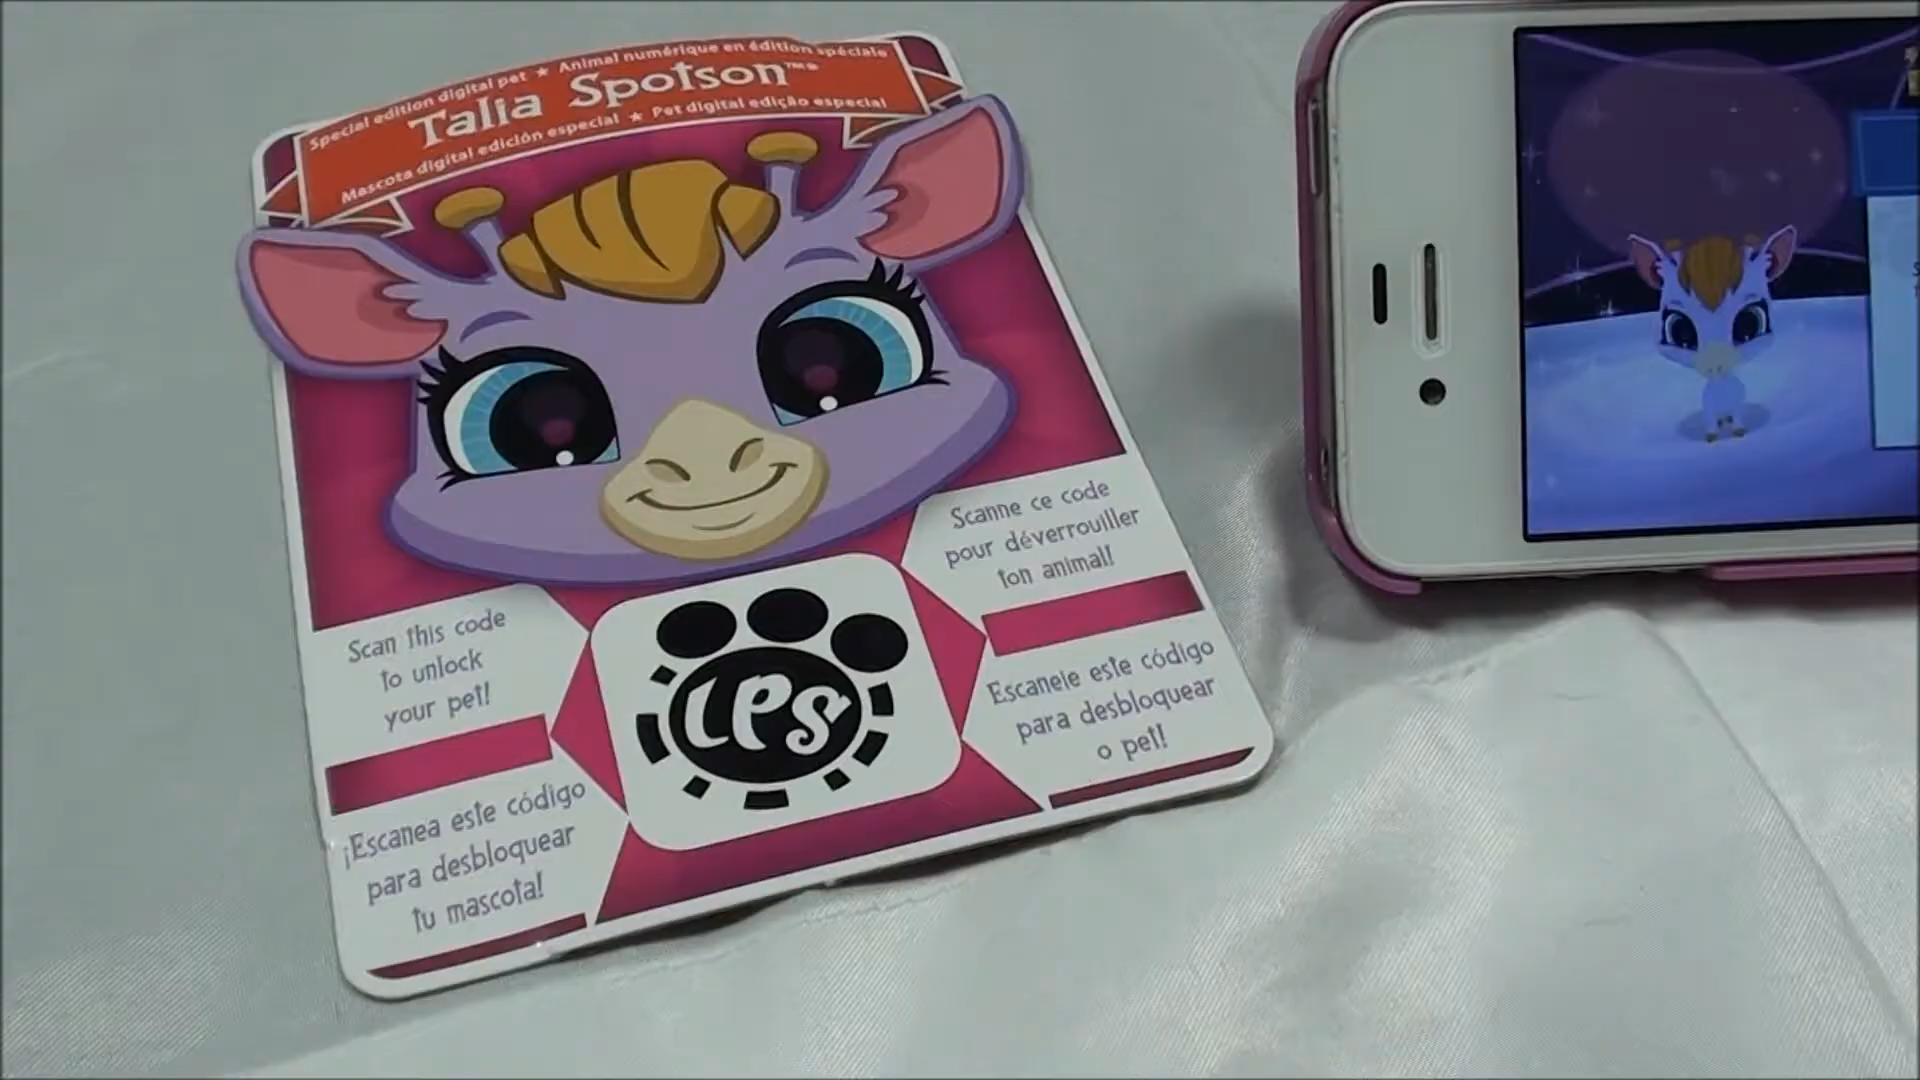 Special edition digital pet ★ Animal numérique en édition spéciale
Talia Spotson™®
Mascota digital edición especial ★ Pet digital edição especial
Scan this code
to unlock
your pet!
Scanne ce code
pour déverrouiller
ton animal!
¡Escanea este código
para desbloquear
tu mascota!
Escaneie este código
para desbloquear
o pet!
LPS